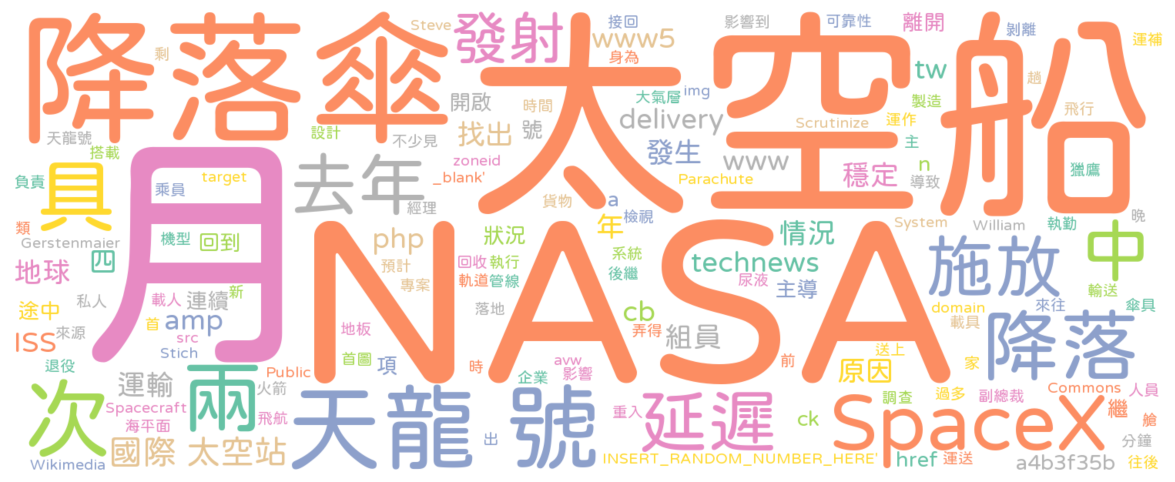 降落傘 太空船
月 NASA
發射 Steve 接回 www5 身為 影響到 可靠性 離開 剝離 運補
剩 開啟 時間 大氣層 img delivery tw 製造 趟 飛行
天龍號 設計 不少見 找出 號 發生 Scrutinize 運作 主
搭載 去年 zoneid www 穩定 n 導致 獵鷹
負責 具 乘員 target _blank' 貨物 a Parachute
類 經理 年 檢視 System William 執勤 晚
Gerstenmaier 機型 回到 php 狀況 系統 情況 施放 中
地球 四 預計 回收 執行 後繼 technews 輸送
途中 私人 載人 連續 新 專案 軌道 管線 尿液 主導 domain 來往 傘具
ISS 來源 首 amp src 落地 cb 弄得 組員 載具 降落
Stich 地板 前 送上 家
退役 首圖 項 時 avw 影響 企業 原因
次 運輸 兩 Public 火箭 調查 過多 副總裁 Commons 人員
Spacecraft 飛航 天龍 號 重入 延遲 ck SpaceX 繼 艙
海平面 出 分鐘
國際 太空站
Wikimedia INSERT_RANDOM_NUMBER_HERE' href 運送 a4b3f35b 往後